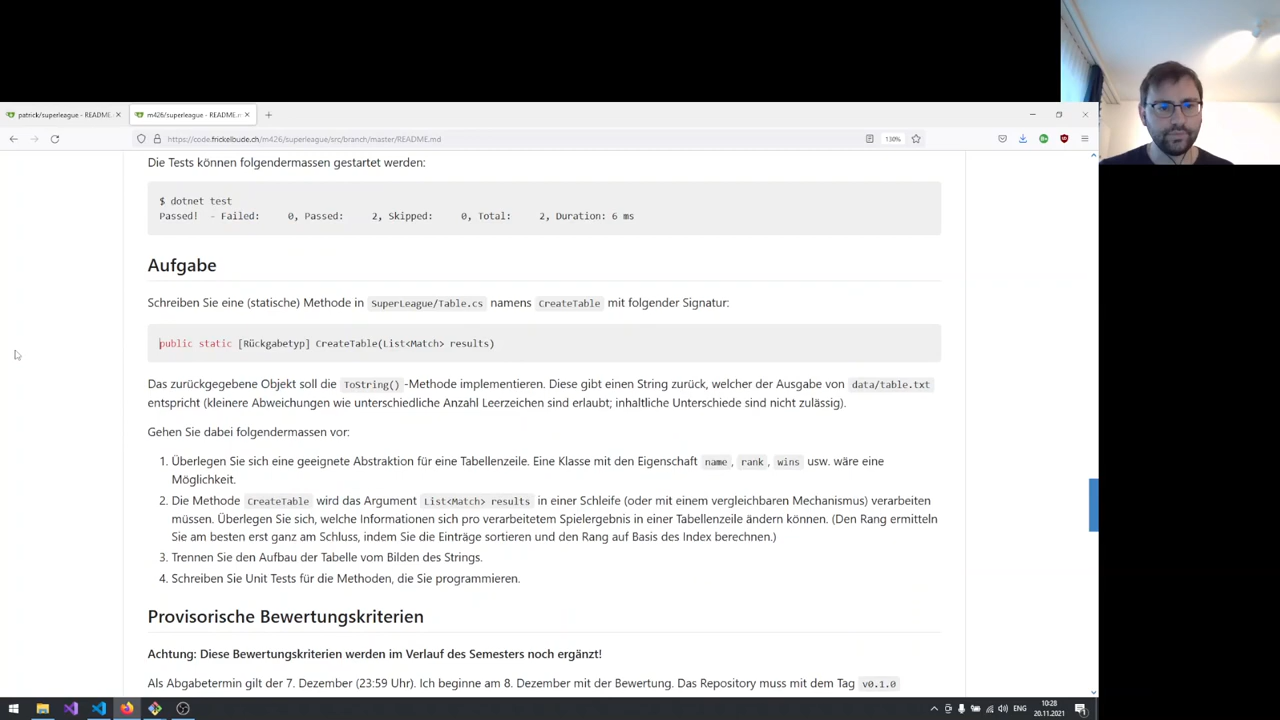 patrick/superleague - README.
m426/superleague - README.m
https://code.frickelbude.ch/m426/superleague/src/branch/master/README.md
130%
Die Tests können folgendermassen gestartet werden:
$ dotnet test
Passed!  - Failed:     0, Passed:     2, Skipped:     0, Total:     2, Duration: 6 ms
Aufgabe
Schreiben Sie eine (statische) Methode in SuperLeague/Table.cs namens CreateTable mit folgender Signatur:
public static [Rückgabetyp] CreateTable(List<Match> results)
Das zurückgegebene Objekt soll die ToString() -Methode implementieren. Diese gibt einen String zurück, welcher der Ausgabe von data/table.txt
entspricht (kleinere Abweichungen wie unterschiedliche Anzahl Leerzeichen sind erlaubt; inhaltliche Unterschiede sind nicht zulässig).
Gehen Sie dabei folgendermassen vor:
1. Überlegen Sie sich eine geeignete Abstraktion für eine Tabellenzeile. Eine Klasse mit den Eigenschaft name, rank, wins usw. wäre eine
Möglichkeit.
2. Die Methode CreateTable wird das Argument List<Match> results in einer Schleife (oder mit einem vergleichbaren Mechanismus) verarbeiten
müssen. Überlegen Sie sich, welche Informationen sich pro verarbeitetem Spielergebnis in einer Tabellenzeile ändern können. (Den Rang ermitteln
Sie am besten erst ganz am Schluss, indem Sie die Einträge sortieren und den Rang auf Basis des Index berechnen.)
3. Trennen Sie den Aufbau der Tabelle vom Bilden des Strings.
4. Schreiben Sie Unit Tests für die Methoden, die Sie programmieren.
Provisorische Bewertungskriterien
Achtung: Diese Bewertungskriterien werden im Verlauf des Semesters noch ergänzt!
Als Abgabetermin gilt der 7. Dezember (23:59 Uhr). Ich beginne am 8. Dezember mit der Bewertung. Das Repository muss mit dem Tag v0.1.0
ENG
10:28
20.11.2021